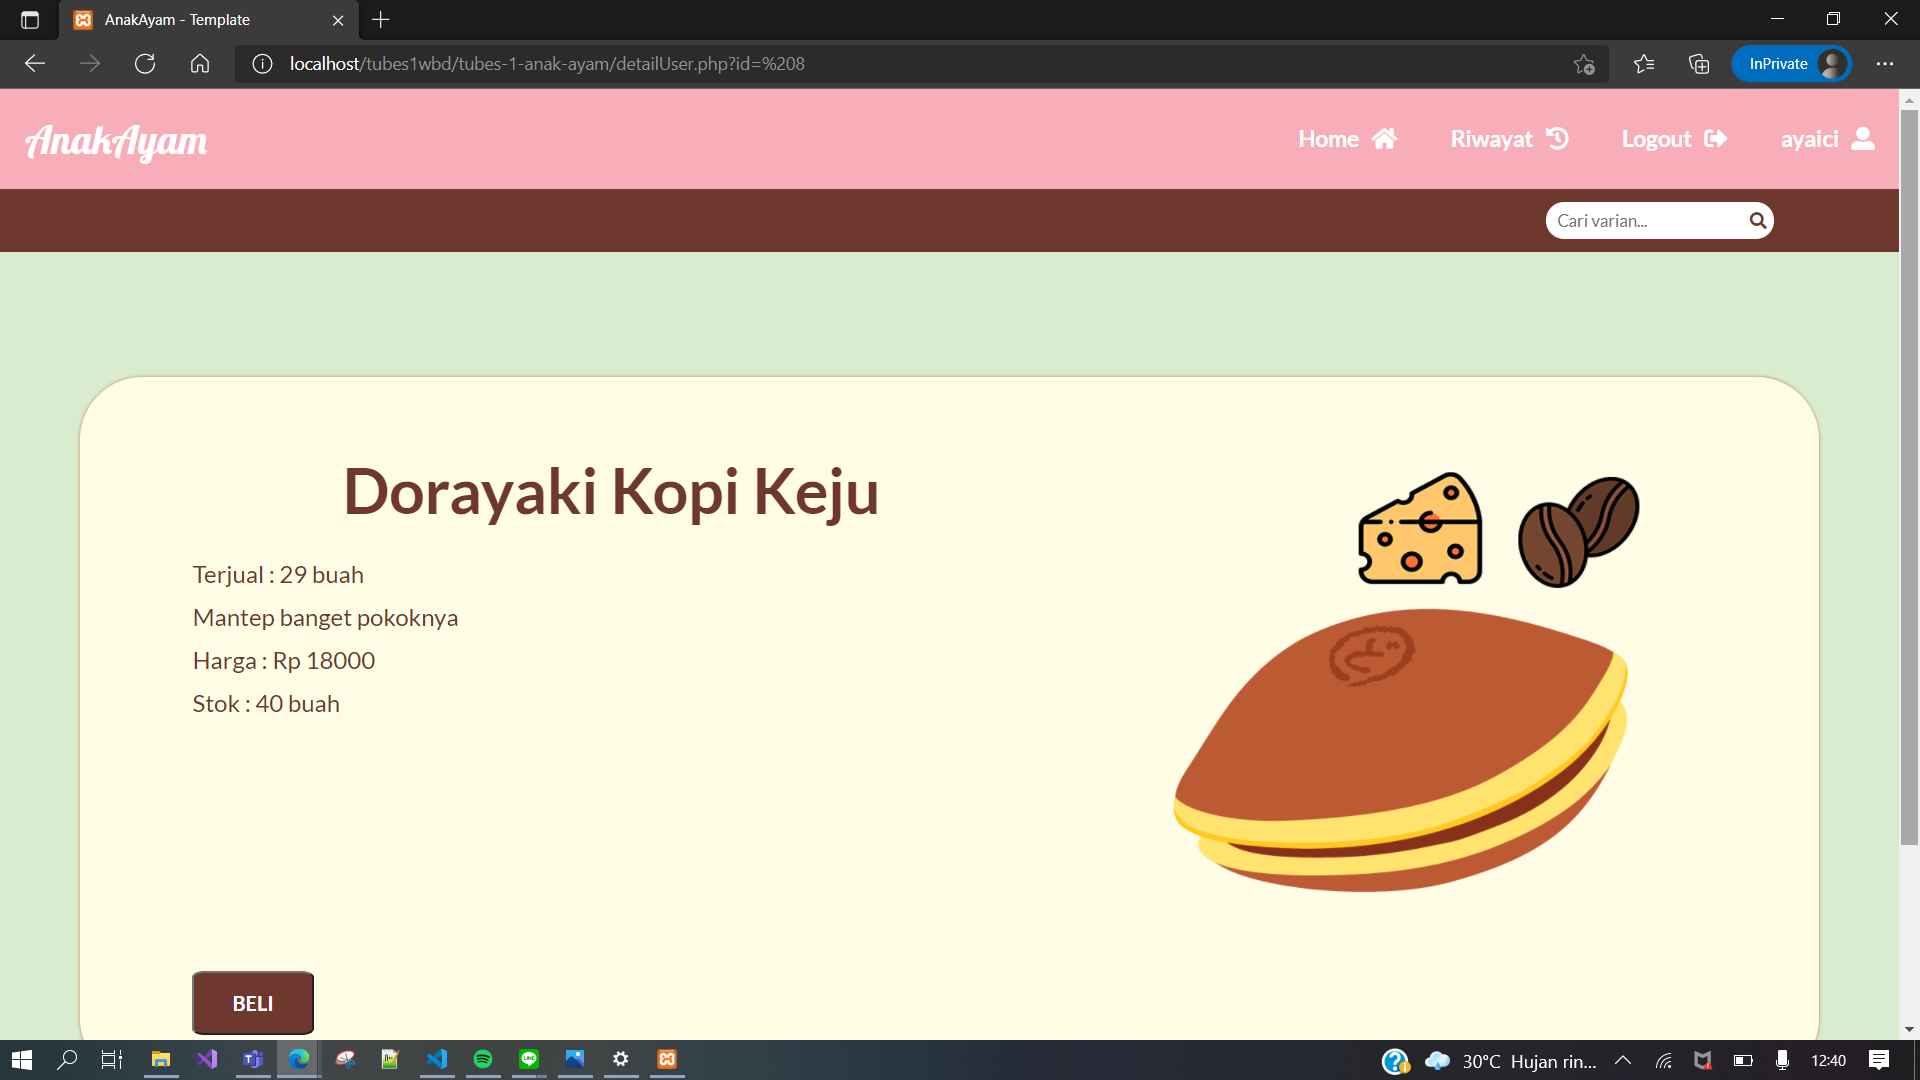 AnakAyam - Template
localhost/tubes1wbd/tubes-1-anak-ayam/detailUser.php?id=%208
InPrivate
AnakAyam
Home
Riwayat
Logout
ayaici
Cari varian...
Dorayaki Kopi Keju
Terjual : 29 buah
Mantep banget pokoknya
Harga : Rp 18000
Stok : 40 buah
BELI
30°C Hujan rin...
12:40